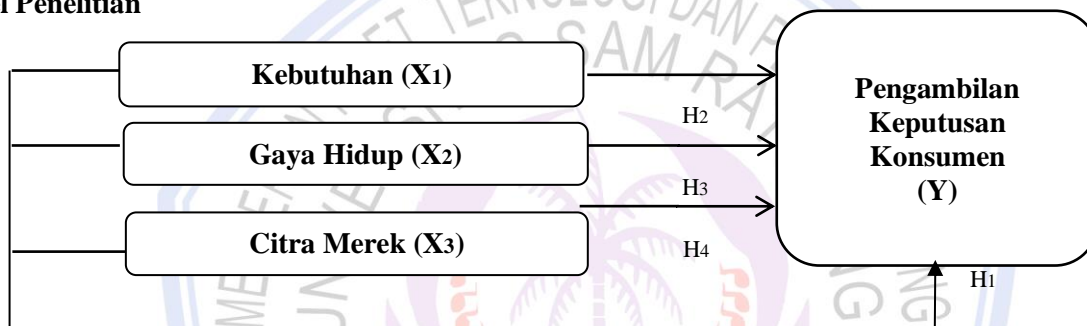 l Penelitian
Kebutuhan (X1)
H2
Gaya Hidup (X2)
H3
Citra Merek (X3)
H4
Pengambilan
Keputusan
Konsumen
(Y)
H1